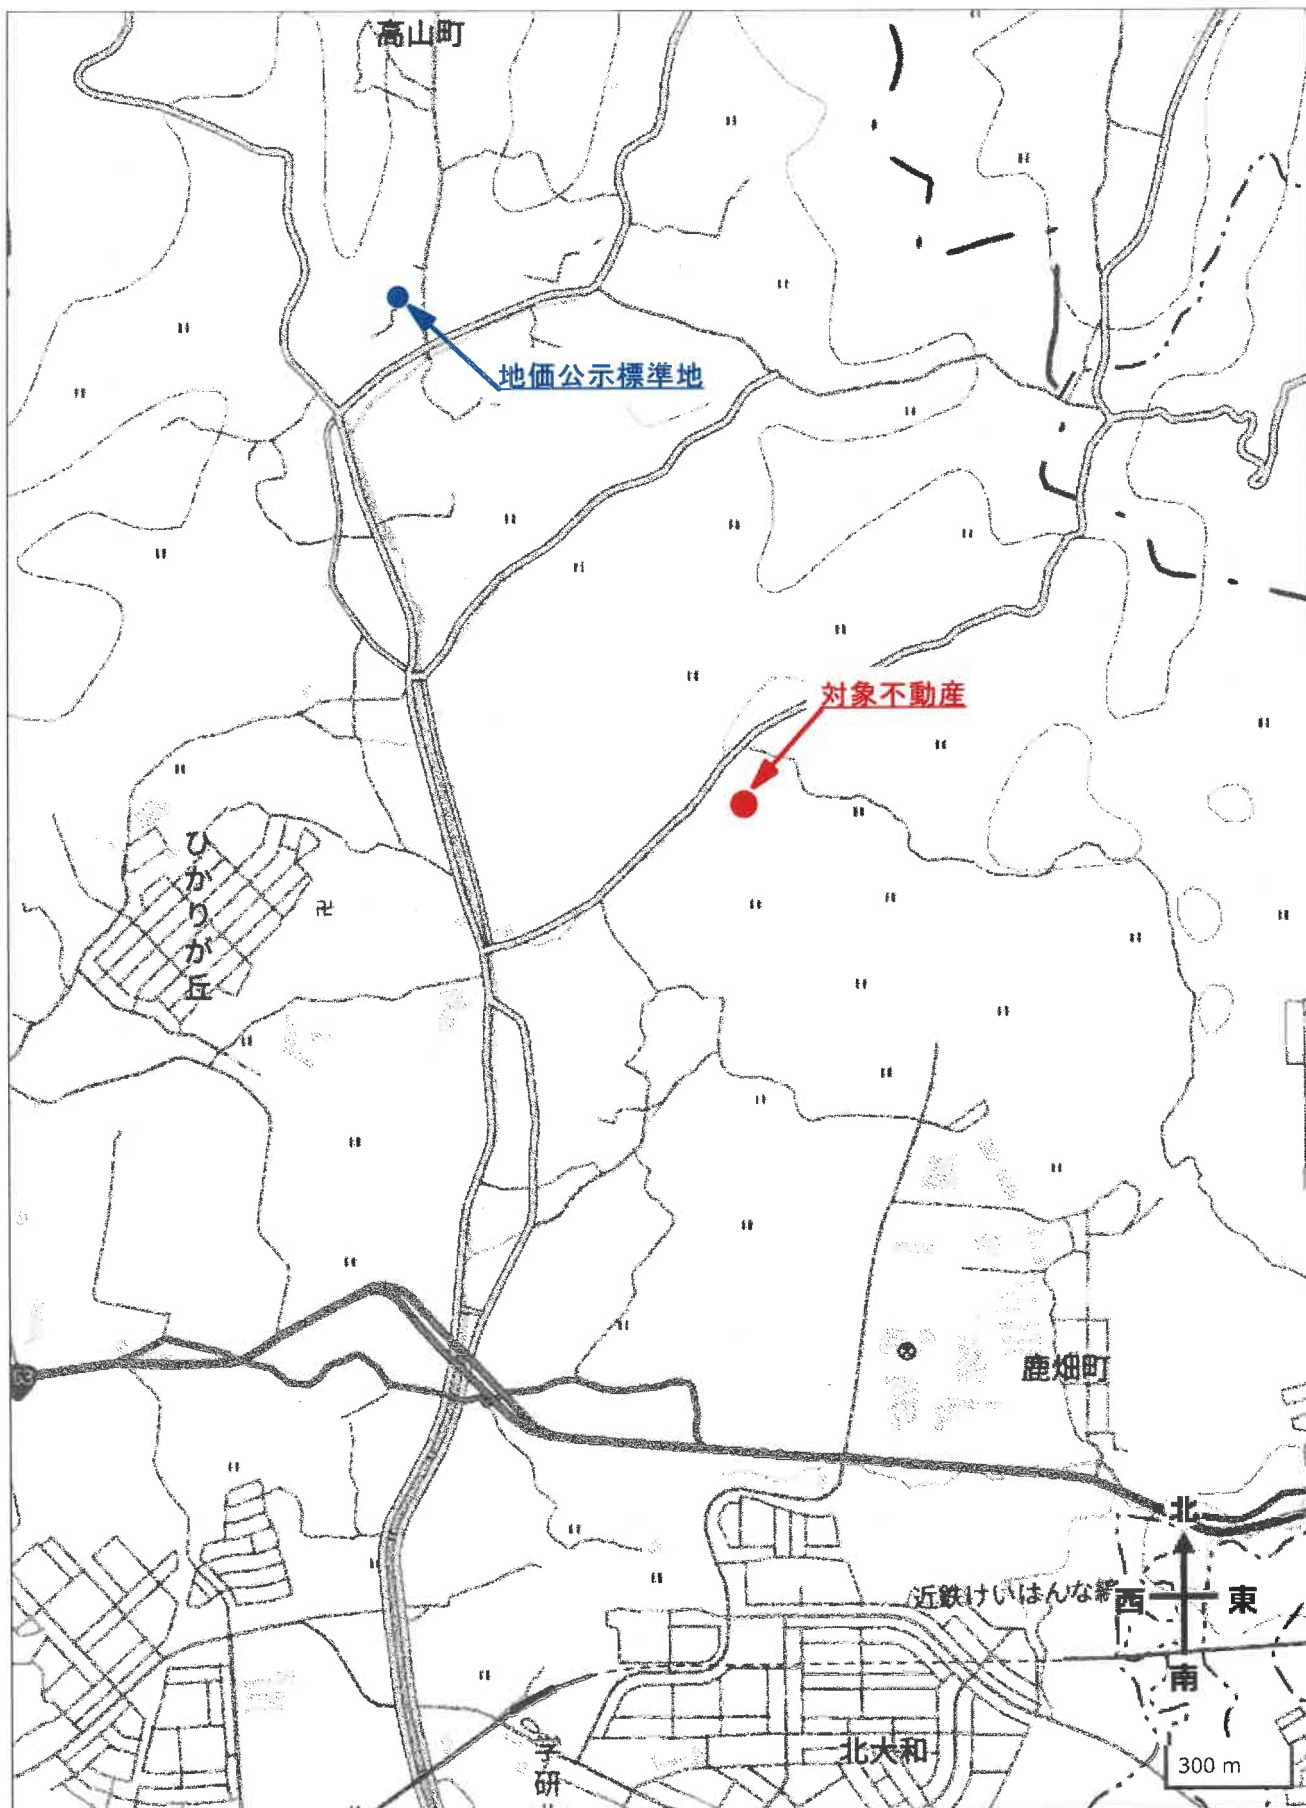 高山町
地価公示標準地
対象不動産
ひかりが丘
鹿畑町
北
近鉄けいはんな線
西
東
南
北大和
学研
300 m